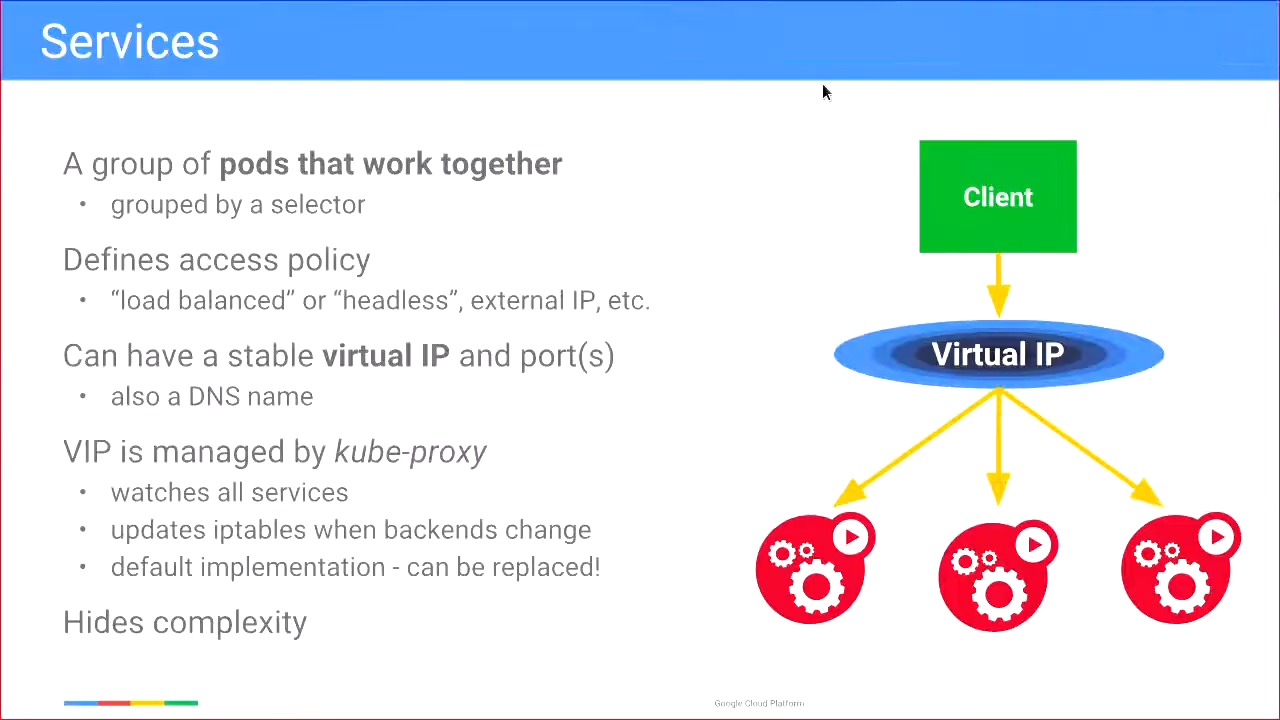 Services
A group of pods that work together
• grouped by a selector
Defines access policy
• “load balanced” or “headless”, external IP, etc.
Can have a stable virtual IP and port(s)
• also a DNS name
VIP is managed by kube-proxy
• watches all services
• updates iptables when backends change
• default implementation - can be replaced!
Hides complexity
Client
Virtual IP
Google Cloud Platform